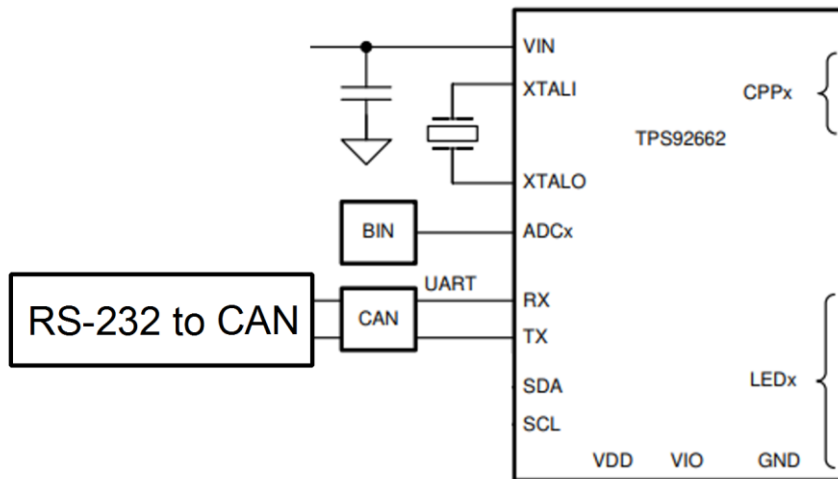 VIN
XTALI
CPPx
TPS92662
XTALO
BIN
ADCx
UART
RX
RS-232 to CAN
CAN
TX
SDA
LEDx
SCL
VDD VIO GND